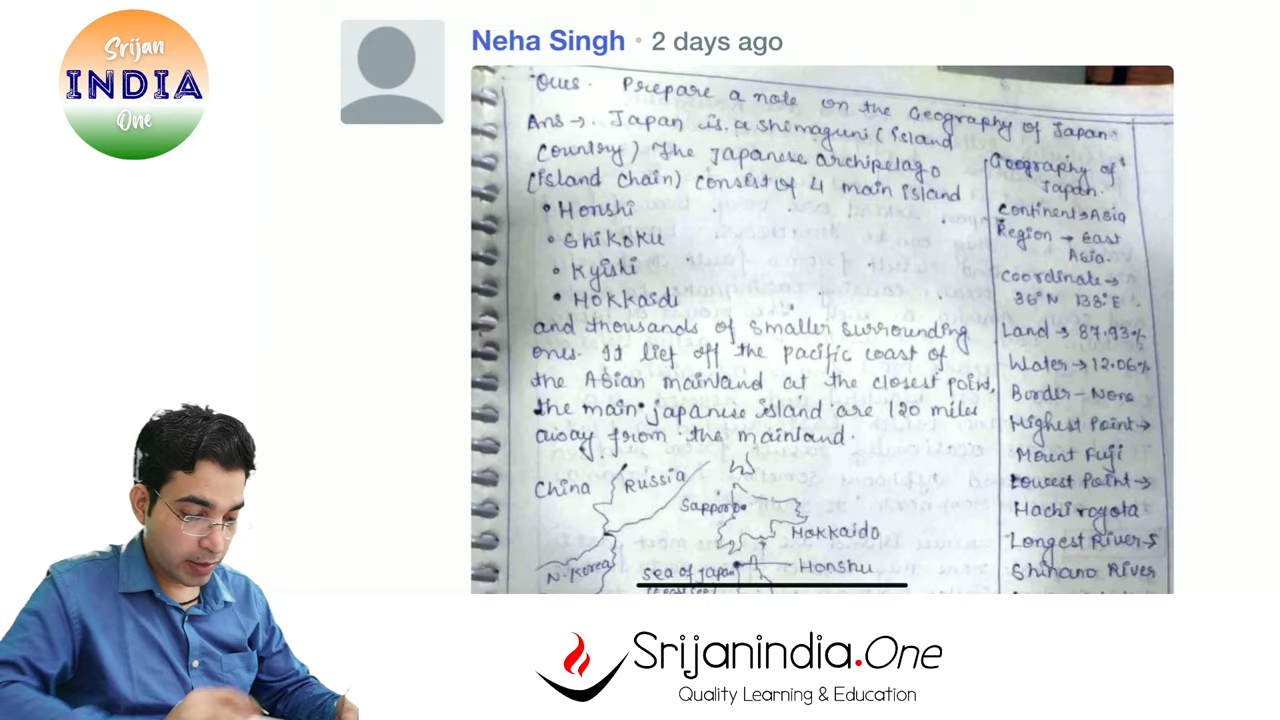 Srijan
INDIA
One
Neha Singh · 2 days ago
Ques. Prepare a note on the Geography of Japan.
Ans → Japan is a Shimaguni (island
Country) The Japanese archipelago
(island chain) consist of 4 main island
• Honshi
• Shikoku
• Kyishi
• Hokkaido
and thousands of smaller surrounding
ones. It lief off the pacific coast of
the Asian mainland at the closest point,
the main japanese island are 120 miles
away from the mainland.
China
Russia
Sapporo
Hokkaido
N. Korea
Sea of Japan
Honshu
Geography of
Japan.
Continent → Asia
Region → East
Asia.
Coordinate →
36°N 138°E
Land → 87.93%
Water → 12.06%
Border – None
Highest Point →
Mount Fuji
Lowest Point →
Hachirogota
Longest River →
Shinano River
Srijanindia.One
Quality Learning & Education